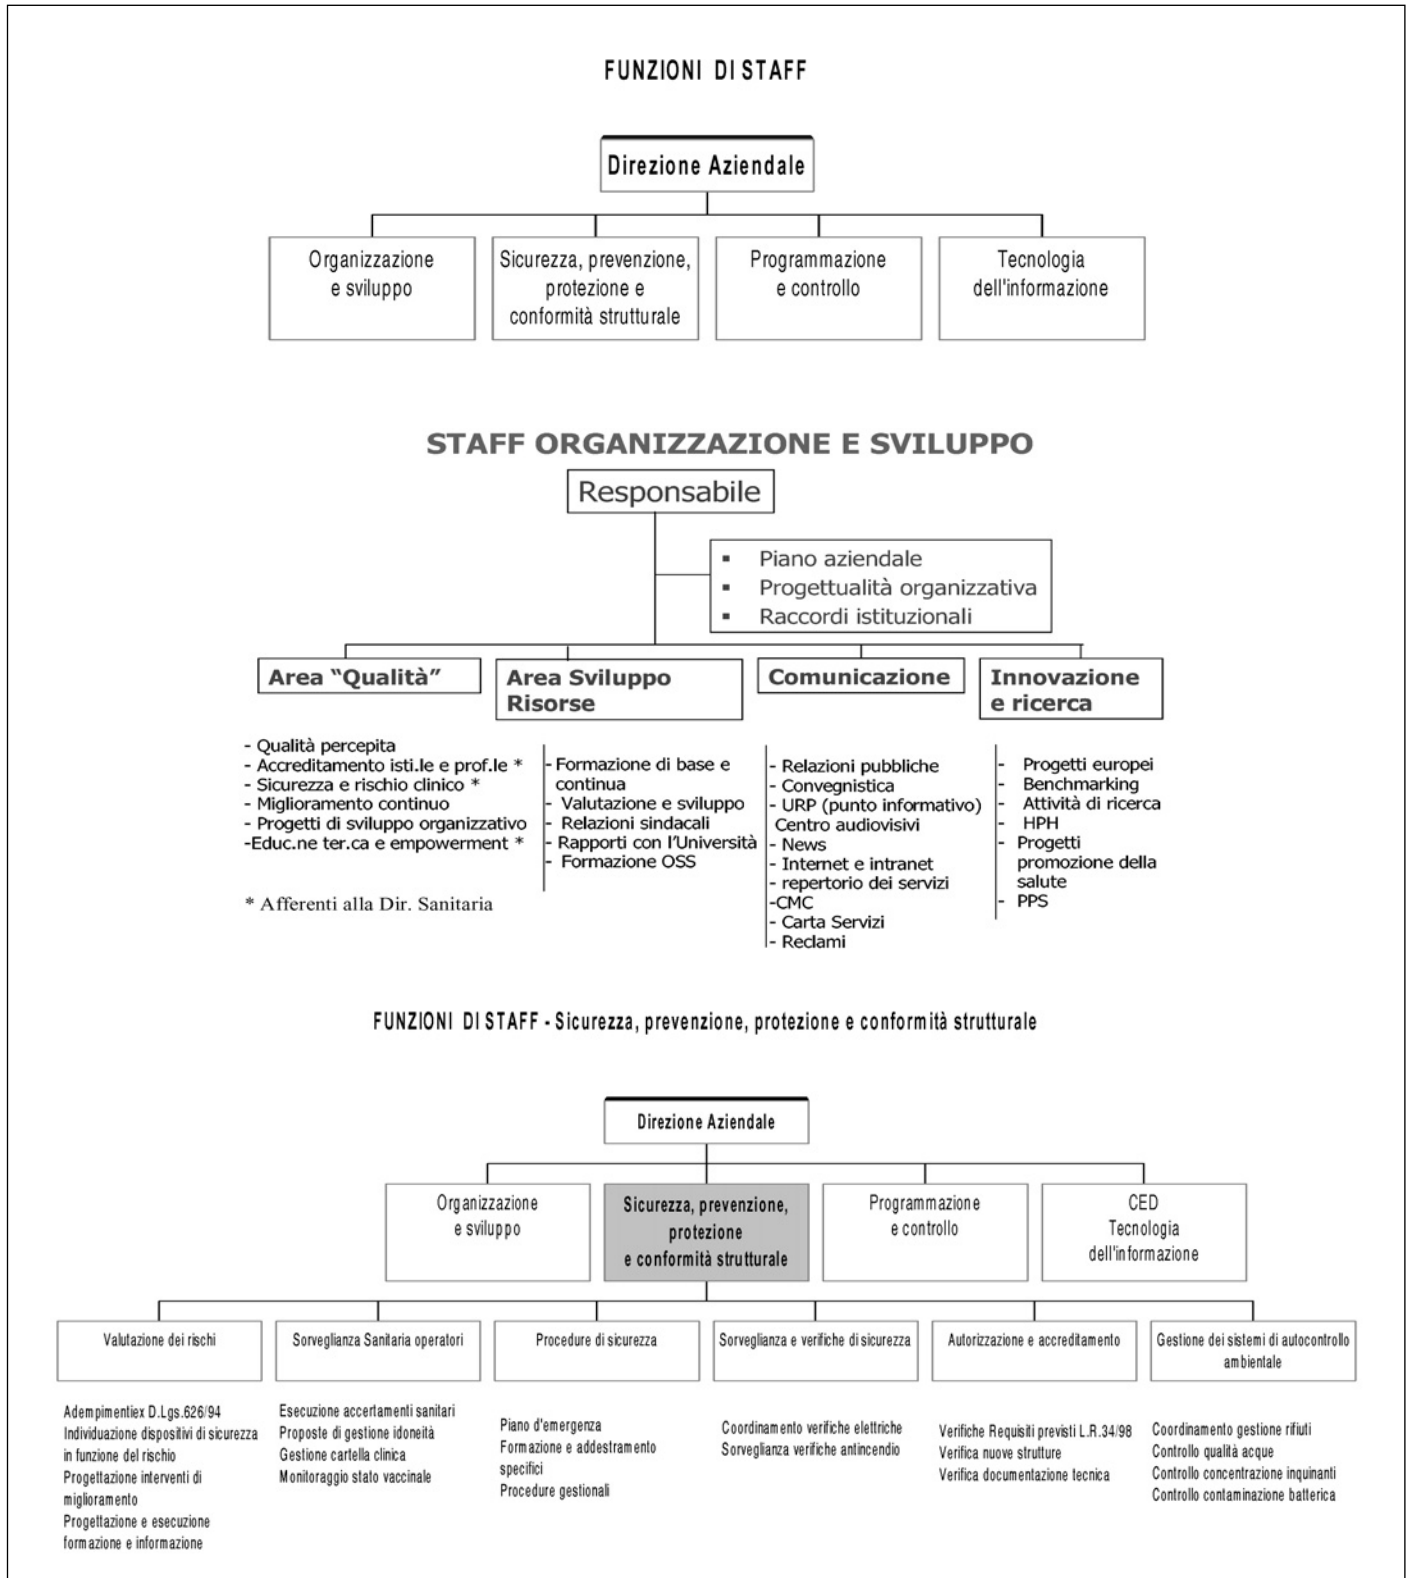 FUNZIONI DI STAFF
Direzione Aziendale
Organizzazione
e sviluppo
Sicurezza, prevenzione,
protezione e
conformità strutturale
Programmazione
e controllo
Tecnologia
dell'informazione
STAFF ORGANIZZAZIONE E SVILUPPO
Responsabile
▪ Piano aziendale
▪ Progettualità organizzativa
▪ Raccordi istituzionali
Area “Qualità”
- Qualità percepita
- Accreditamento isti.le e prof.le *
- Sicurezza e rischio clinico *
- Miglioramento continuo
- Progetti di sviluppo organizzativo
-Educ.ne ter.ca e empowerment *
* Afferenti alla Dir. Sanitaria
Area Sviluppo
Risorse
- Formazione di base e
continua
- Valutazione e sviluppo
- Relazioni sindacali
- Rapporti con l’Università
- Formazione OSS
Comunicazione
- Relazioni pubbliche
- Convegnistica
- URP (punto informativo)
Centro audiovisivi
- News
- Internet e intranet
- repertorio dei servizi
-CMC
- Carta Servizi
- Reclami
Innovazione
e ricerca
- Progetti europei
- Benchmarking
- Attività di ricerca
- HPH
- Progetti
promozione della
salute
- PPS
FUNZIONI DI STAFF - Sicurezza, prevenzione, protezione e conformità strutturale
Direzione Aziendale
Organizzazione
e sviluppo
Sicurezza, prevenzione,
protezione
e conformità strutturale
Programmazione
e controllo
CED
Tecnologia
dell'informazione
Valutazione dei rischi
Adempimentiex D.Lgs.626/94
Individuazione dispositivi di sicurezza
in funzione del rischio
Progettazione interventi di
miglioramento
Progettazione e esecuzione
formazione e informazione
Sorveglianza Sanitaria operatori
Esecuzione accertamenti sanitari
Proposte di gestione idoneità
Gestione cartella clinica
Monitoraggio stato vaccinale
Procedure di sicurezza
Piano d'emergenza
Formazione e addestramento
specifici
Procedure gestionali
Sorveglianza e verifiche di sicurezza
Coordinamento verifiche elettriche
Sorveglianza verifiche antincendio
Autorizzazione e accreditamento
Verifiche Requisiti previsti L.R.34/98
Verifica nuove strutture
Verifica documentazione tecnica
Gestione dei sistemi di autocontrollo
ambientale
Coordinamento gestione rifiuti
Controllo qualità acque
Controllo concentrazione inquinanti
Controllo contaminazione batterica